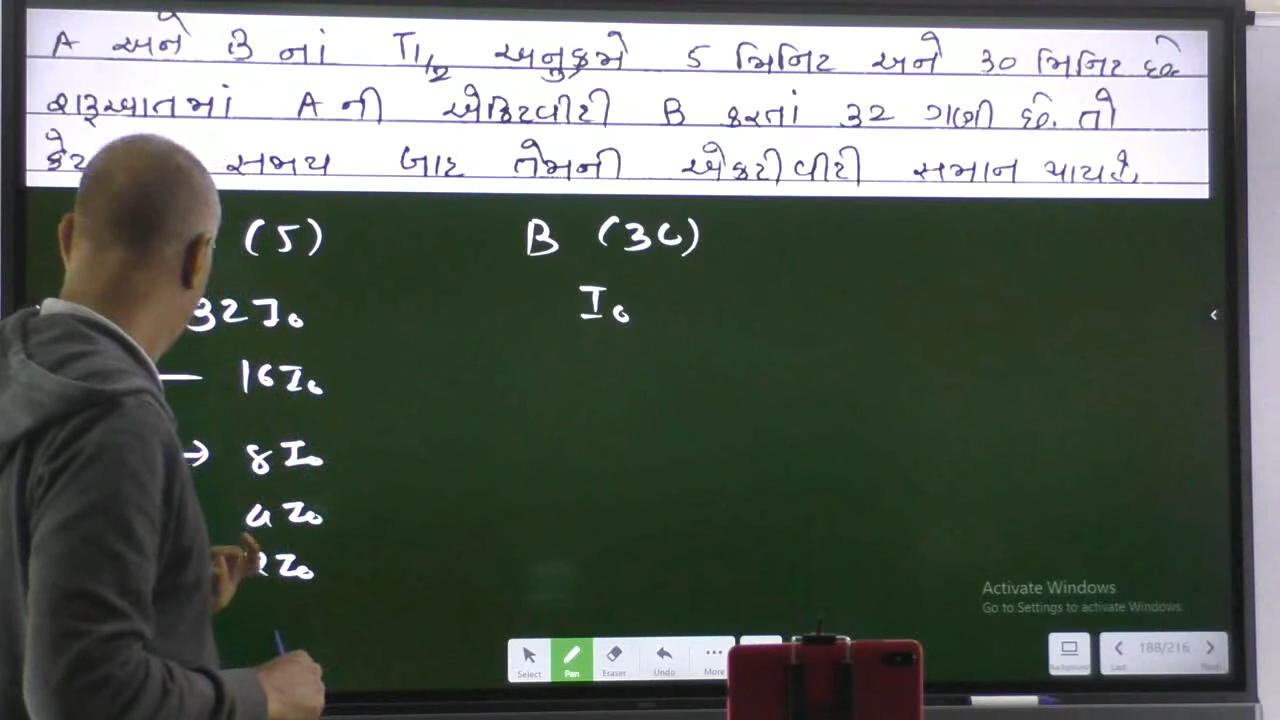 A અને B નાં T1/2 અનુક્રમે 5 મિનિટ અને 30 મિનિટ છે.
શરૂઆતમાં A ની એક્ટિવીટી B કરતાં 32 ગણી છે. તો
સમય બાદ તેમની એક્ટીવીટી સમાન થાય છે.
(5) B (30)
32I₀ I₀
— 16I₀
→ 8I₀
4I₀
2I₀
Activate Windows
Go to Settings to activate Windows.
Select Pen Eraser Undo More
188/216